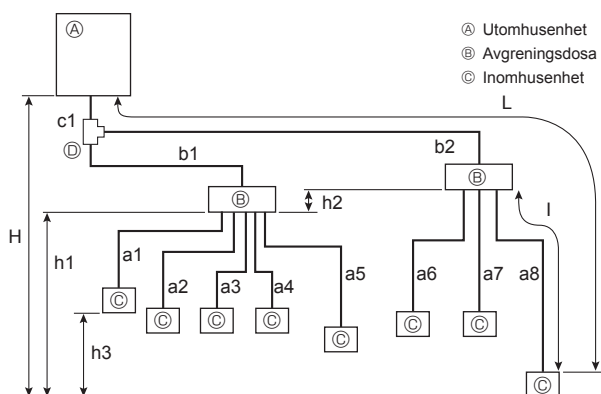 Ⓐ
Ⓐ Utomhusenhet
Ⓑ Avgreningsdosa
Ⓒ Inomhusenhet
L
c1
Ⓓ
b1
b2
Ⓑ
Ⓑ
h2
l
H
h1
a1
a2
a3
a4
a5
a6
a7
a8
Ⓒ
Ⓒ
Ⓒ
Ⓒ
Ⓒ
Ⓒ
Ⓒ
h3
Ⓒ